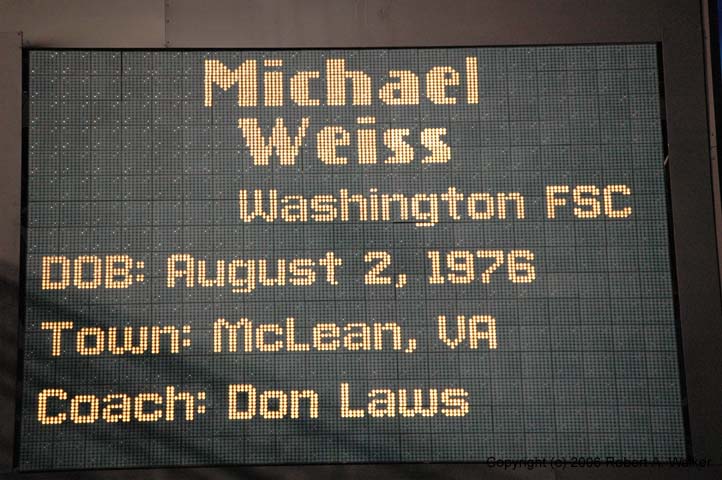 Michael
Weiss
Washington FSC
DOB: August 2, 1976
Town: McLean, VA
Coach: Don Laws
Copyright (c) 2006 Robert A. Walker